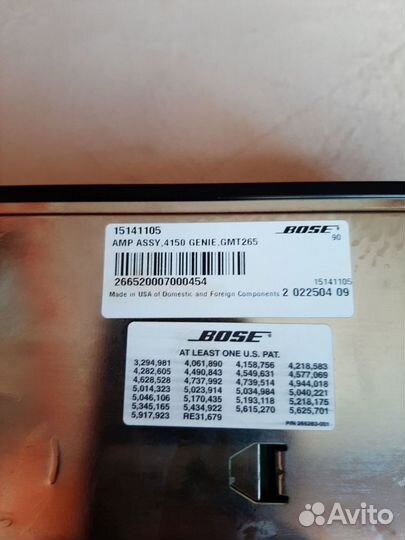 15141105
BOSE
AMP ASSY,4150 GENIE,GMT265
90
266520007000454
15141105
Made in USA of Domestic and Foreign Components 2 022504 09
BOSE
AT LEAST ONE U.S. PAT.
3,294,981 4,061,890 4,158,756 4,218,583
4,282,605 4,490,843 4,549,631 4,577,069
4,628,528 4,737,992 4,739,514 4,944,018
5,014,323 5,023,914 5,034,984 5,040,221
5,046,106 5,170,435 5,193,118 5,218,175
5,345,165 5,434,922 5,615,270 5,625,701
5,917,923 RE31,679
P/N 265283-001
Avito